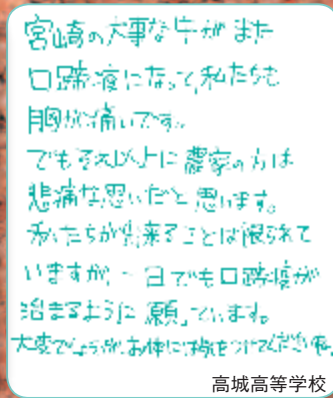 宮崎の大事な牛がまた
口蹄疫になって、私たちも
胸が痛いです。
でもそれ以上に農家の方は
悲痛な思いだと思います。
私たちが出来ることは限られて
いますが、一日でも口蹄疫が
治まるように願っています。
大変でしょうが、お体には気をつけてくださいね。
高城高等学校